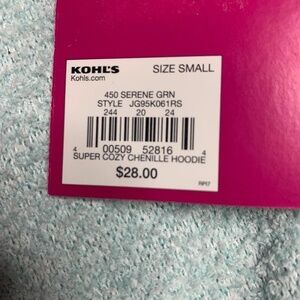 KOHL'S SIZE SMALL
Kohls.com
450 SERENE GRN
STYLE JG95K061RS
244 20 24
4 00509 52816 4
SUPER COZY CHENILLE HOODIE
$28.00
RP17